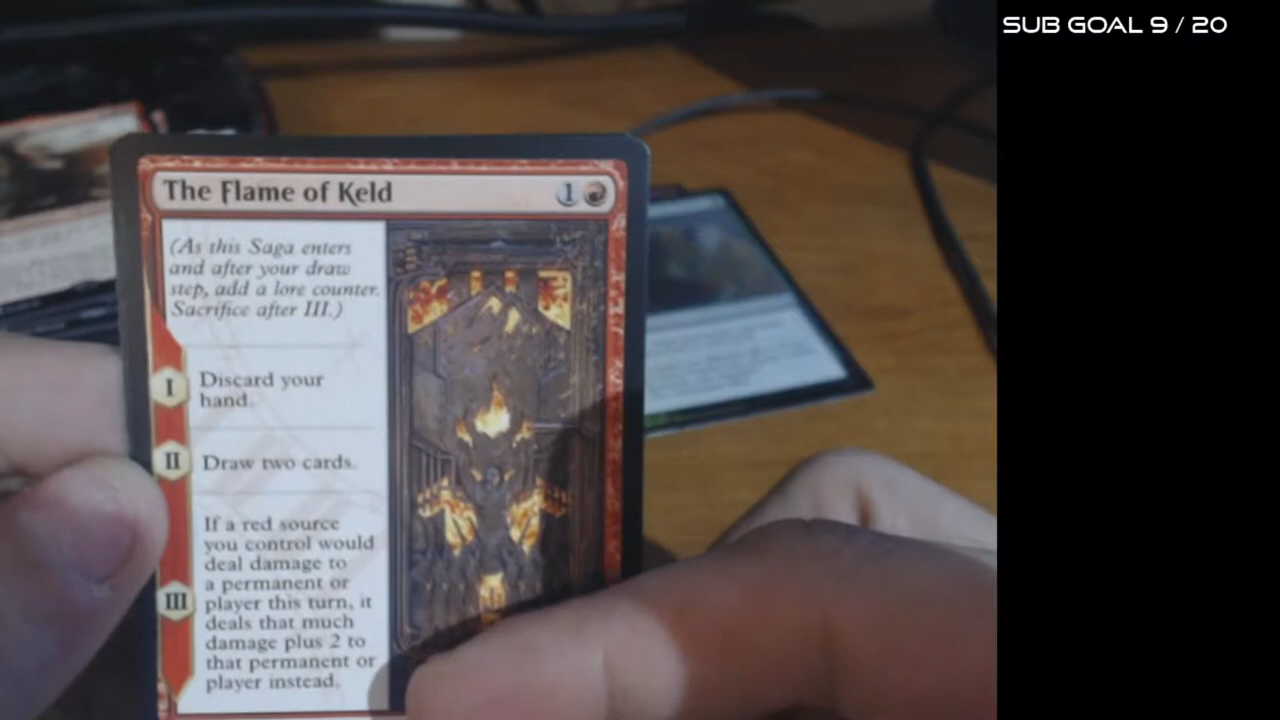 SUB GOAL 9 / 20
The Flame of Keld
1
(As this Saga enters
and after your draw
step, add a lore counter.
Sacrifice after III.)
I
Discard your
hand.
II
Draw two cards.
III
If a red source
you control would
deal damage to
a permanent or
player this turn, it
deals that much
damage plus 2 to
that permanent or
player instead.